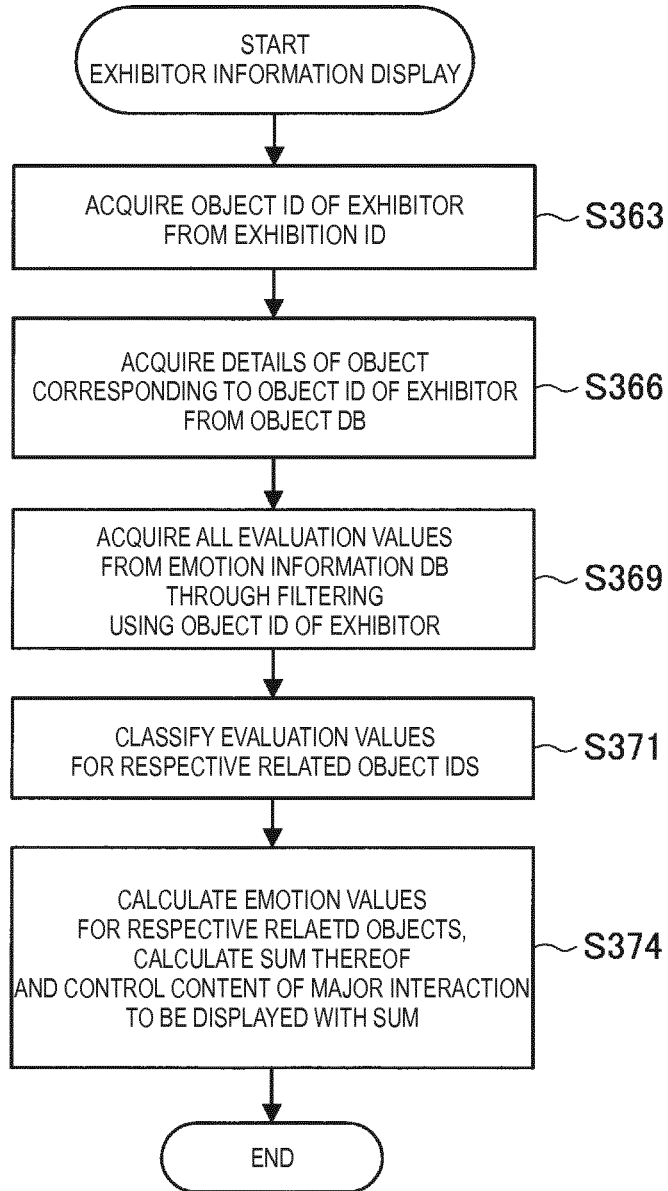 START
EXHIBITOR INFORMATION DISPLAY
ACQUIRE OBJECT ID OF EXHIBITOR
FROM EXHIBITION ID
S363
ACQUIRE DETAILS OF OBJECT
CORRESPONDING TO OBJECT ID OF EXHIBITOR
FROM OBJECT DB
S366
ACQUIRE ALL EVALUATION VALUES
FROM EMOTION INFORMATION DB
THROUGH FILTERING
USING OBJECT ID OF EXHIBITOR
S369
CLASSIFY EVALUATION VALUES
FOR RESPECTIVE RELATED OBJECT IDS
S371
CALCULATE EMOTION VALUES
FOR RESPECTIVE RELAETD OBJECTS,
CALCULATE SUM THEREOF
AND CONTROL CONTENT OF MAJOR INTERACTION
TO BE DISPLAYED WITH SUM
S374
END